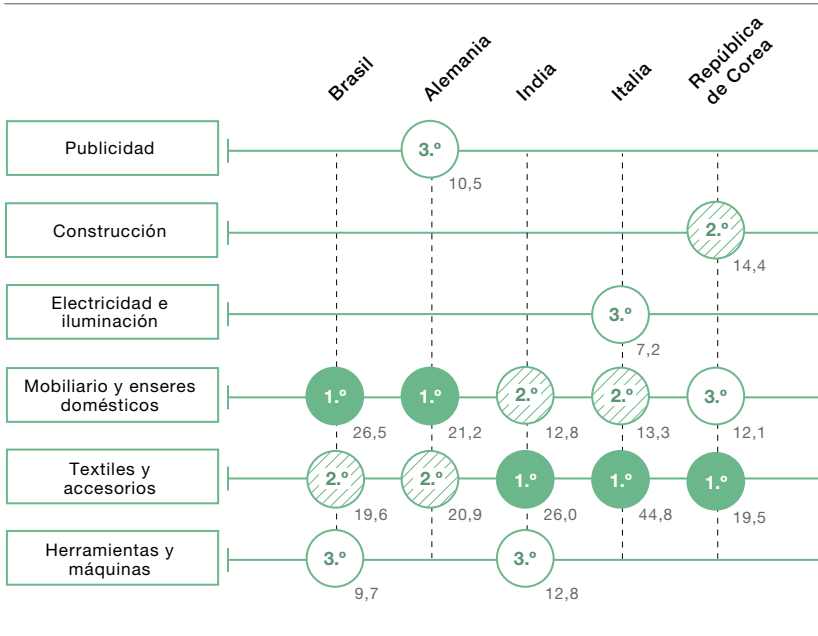 Brasil
Alemania
India
Italia
República
de Corea
Publicidad
3.º
10,5
Construcción
2.º
14,4
Electricidad e
iluminación
3.º
7,2
Mobiliario y enseres
domésticos
1.º
1.º
2.º
2.º
3.º
26,5
21,2
12,8
13,3
12,1
Textiles y
accesorios
2.º
2.º
1.º
1.º
1.º
19,6
20,9
26,0
44,8
19,5
Herramientas y
máquinas
3.º
3.º
9,7
12,8